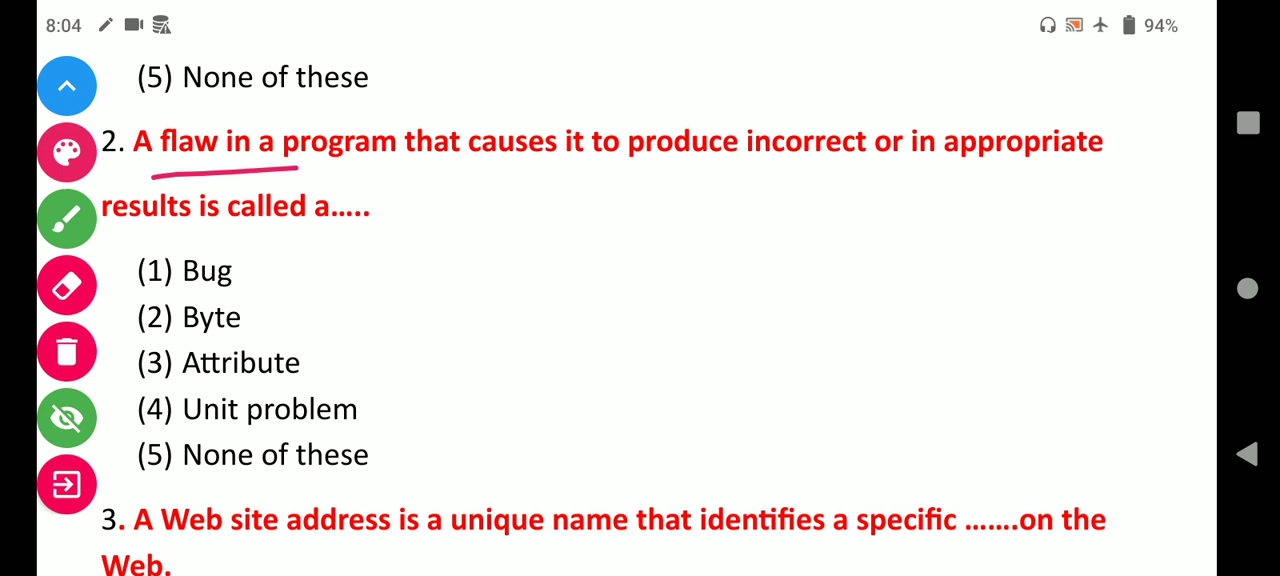 8:04 94%
(5) None of these
2. A flaw in a program that causes it to produce incorrect or in appropriate
results is called a.....
(1) Bug
(2) Byte
(3) Attribute
(4) Unit problem
(5) None of these
3. A Web site address is a unique name that identifies a specific .......on the
Web.